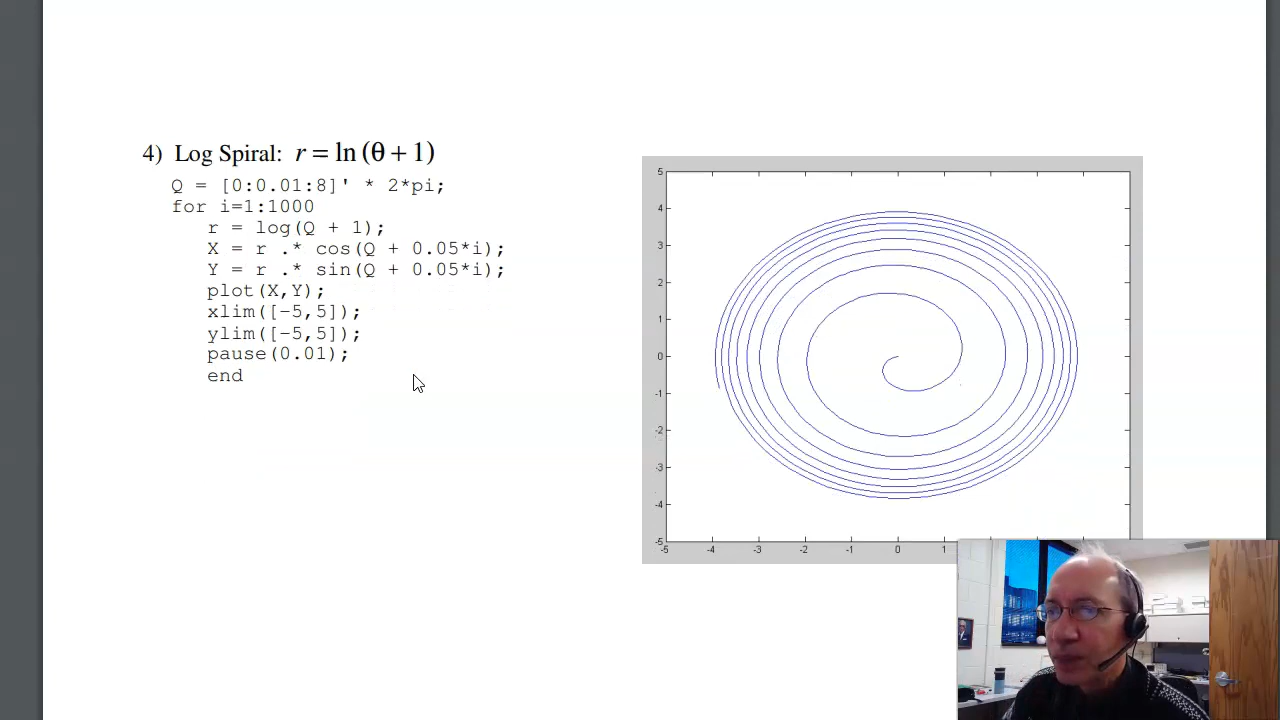 4) Log Spiral: r = ln (θ + 1)
Q = [0:0.01:8]' * 2*pi;
for i=1:1000
r = log(Q + 1);
X = r .* cos(Q + 0.05*i);
Y = r .* sin(Q + 0.05*i);
plot(X,Y);
xlim([-5,5]);
ylim([-5,5]);
pause(0.01);
end
5
4
3
2
1
0
-1
-2
-3
-4
-5
-5 -4 -3 -2 -1 0 1